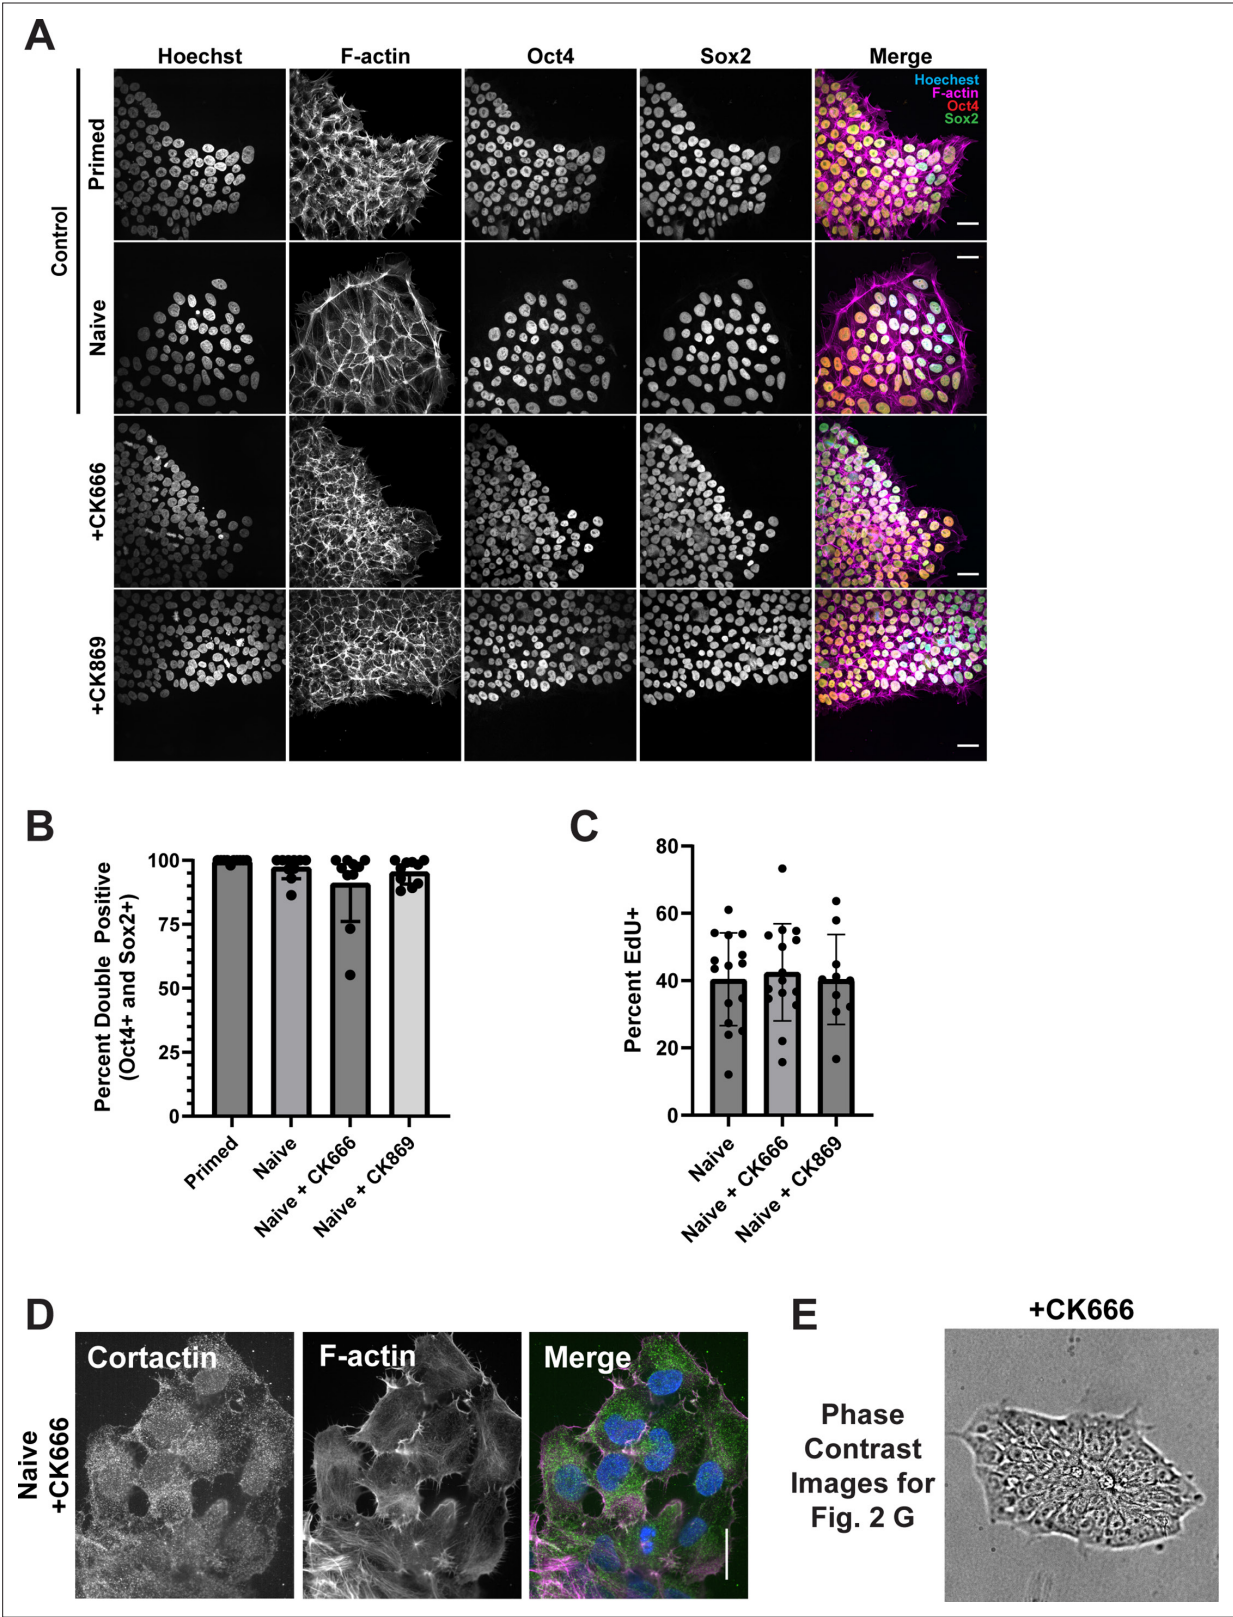 A
Hoechst
F-actin
Oct4
Sox2
Merge
Hoechest
F-actin
Oct4
Sox2
Control
Primed
Naive
+CK666
+CK869
B
Percent Double Positive
(Oct4+ and Sox2+)
100
75
50
25
0
Primed
Naive
Naive + CK666
Naive + CK869
C
Percent EdU+
80
60
40
20
0
Naive
Naive + CK666
Naive + CK869
D
Naive
+CK666
Cortactin
F-actin
Merge
E
+CK666
Phase
Contrast
Images for
Fig. 2 G